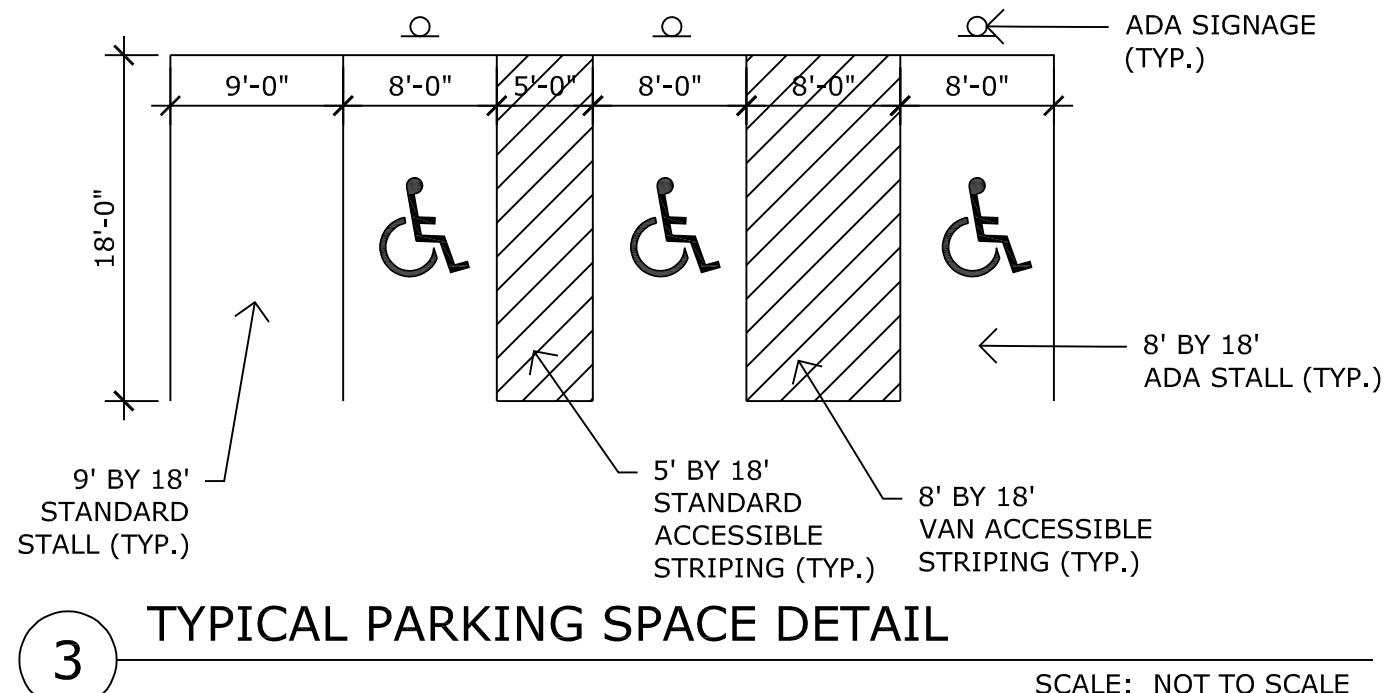 ADA SIGNAGE
(TYP.)
9'-0" 8'-0" 5'-0" 8'-0" 8'-0" 8'-0"
18'-0"
8' BY 18'
ADA STALL (TYP.)
9' BY 18'
STANDARD
STALL (TYP.)
5' BY 18'
STANDARD
ACCESSIBLE
STRIPING (TYP.)
8' BY 18'
VAN ACCESSIBLE
STRIPING (TYP.)
3
TYPICAL PARKING SPACE DETAIL
SCALE: NOT TO SCALE